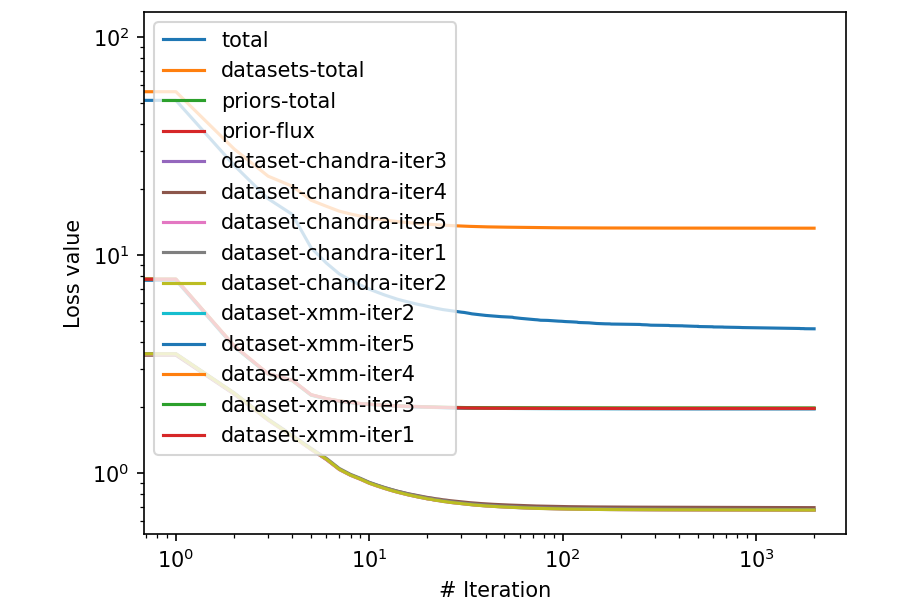 10²
10¹
10⁰
Loss value
total
datasets-total
priors-total
prior-flux
dataset-chandra-iter3
dataset-chandra-iter4
dataset-chandra-iter5
dataset-chandra-iter1
dataset-chandra-iter2
dataset-xmm-iter2
dataset-xmm-iter5
dataset-xmm-iter4
dataset-xmm-iter3
dataset-xmm-iter1
10⁰ 10¹ 10² 10³
# Iteration